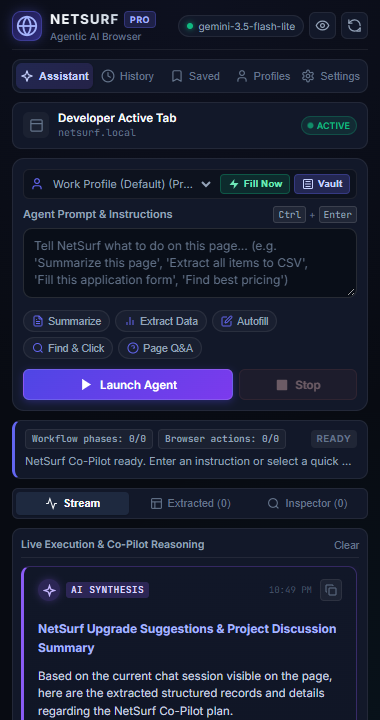 NETSURF PRO
Agentic AI Browser
gemini-3.5-flash-lite
Assistant
History
Saved
Profiles
Settings
Developer Active Tab
netsurf.local
ACTIVE
Work Profile (Default) (Pr...
Fill Now
Vault
Agent Prompt & Instructions
Ctrl + Enter
Tell NetSurf what to do on this page... (e.g.
'Summarize this page', 'Extract all items to CSV',
'Fill this application form', 'Find best pricing')
Summarize
Extract Data
Autofill
Find & Click
Page Q&A
Launch Agent
Stop
Workflow phases: 0/0
Browser actions: 0/0
READY
NetSurf Co-Pilot ready. Enter an instruction or select a quick ...
Stream
Extracted (0)
Inspector (0)
Live Execution & Co-Pilot Reasoning
Clear
AI SYNTHESIS
10:49 PM
NetSurf Upgrade Suggestions & Project Discussion
Summary
Based on the current chat session visible on the page,
here are the extracted structured records and details
regarding the NetSurf Co-Pilot plan.